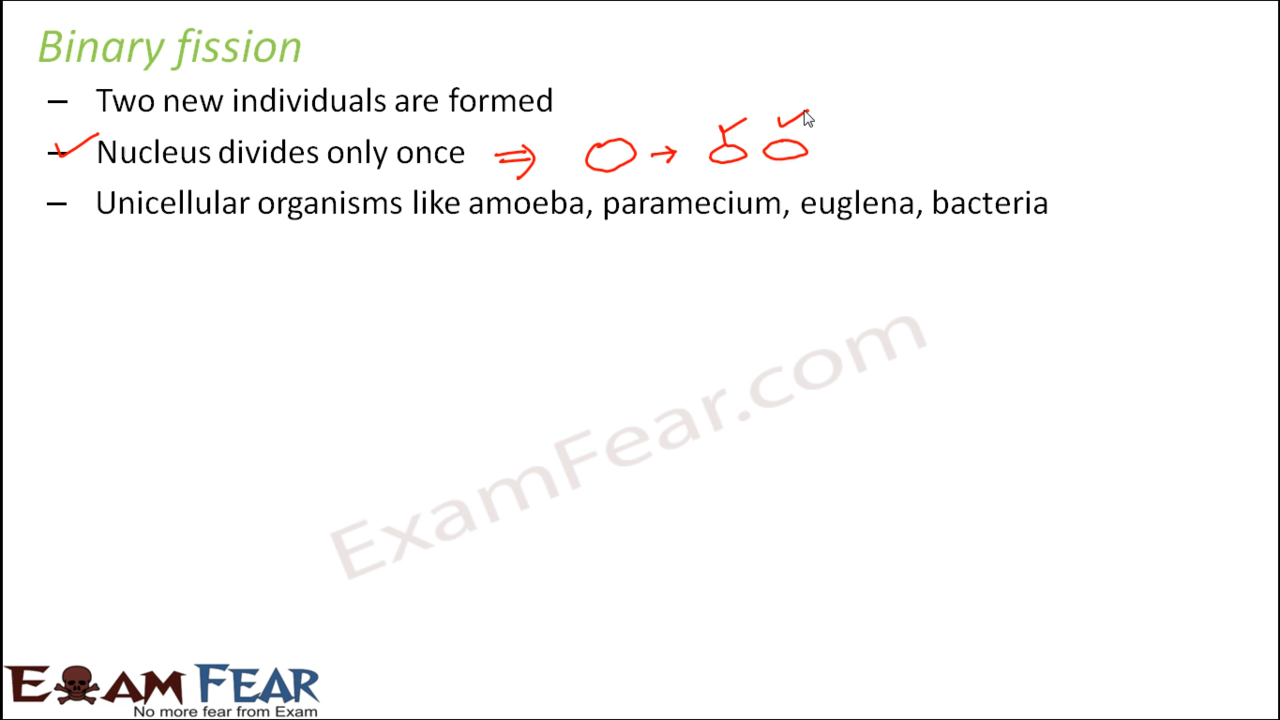 Binary fission
– Two new individuals are formed
– Nucleus divides only once
– Unicellular organisms like amoeba, paramecium, euglena, bacteria
ExamFear.com
EXAM FEAR
No more fear from Exam